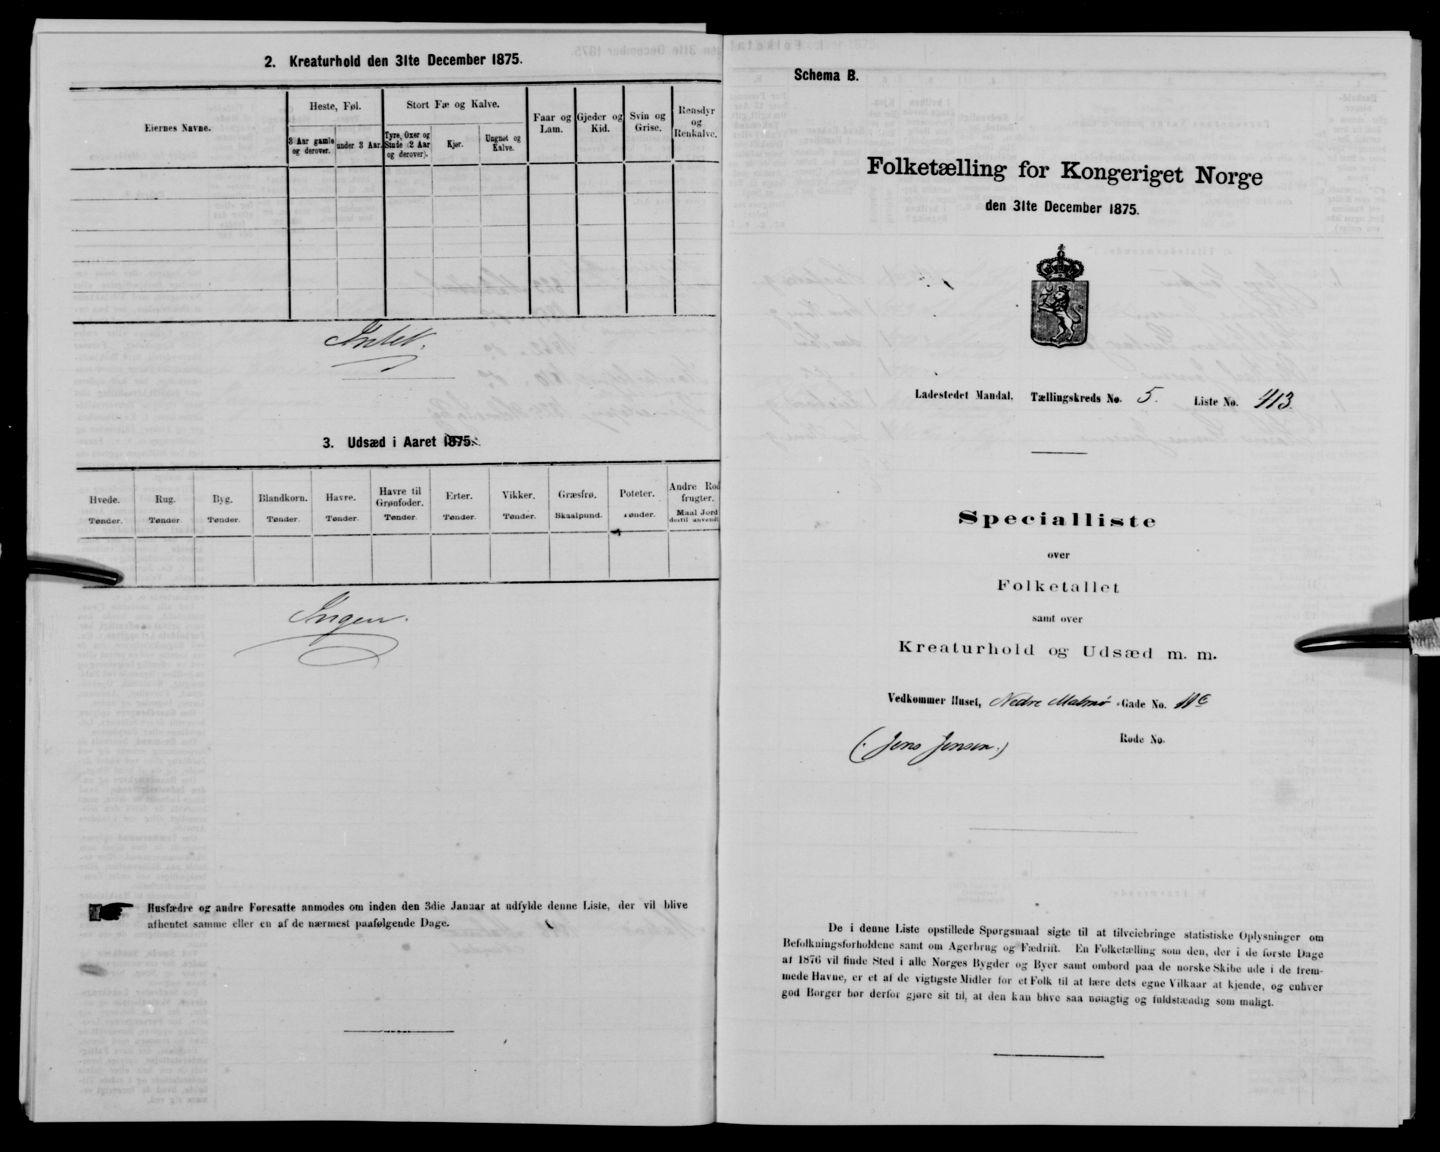 2. Kreaturhold den 31te December 1875.
Eiernes Navne.
Heste, Føl.
3 Aar gamle og derover.
under 3 Aar.
Stort Fæ og Kalve.
Tyre, Oxer og Stude (2 Aar og derover).
Kjør.
Ungnøt og Kalve.
Faar og Lam.
Gjeder og Kid.
Svin og Grise.
Rensdyr og Renkalve.
Intet.
3. Udsæd i Aaret 1875.
Hvede. Tønder.
Rug. Tønder
Byg. Tønder.
Blandkorn. Tønder.
Havre. Tønder.
Havre til Grønfoder. Tønder.
Erter. Tønder.
Vikker. Tønder.
Græsfrø. Skaalpund.
Poteter. Tønder.
Andre Rodfrugter. Maal Jord dertil anvendt
Ingen.
Husfædre og andre Foresatte anmodes om inden den 3die Januar at udfylde denne Liste, der vil blive
afhentet samme eller en af de nærmest paafølgende Dage.
Schema B.
Folketælling for Kongeriget Norge
den 31te December 1875.
Ladestedet Mandal. Tællingskreds No. 5. Liste No. 413.
Specialliste
over
Folketallet
samt over
Kreaturhold og Udsæd m. m.
Vedkommer Huset, Nedre Malmø Gade No. 11c
(Jens Jensen.)
Rode No.
De i denne Liste opstillede Spørgsmaal sigte til at tilveiebringe statistiske Oplysninger om
Befolkningsforholdene samt om Agerbrug og Fædrift. En Folketælling som den, der i de første Dage
af 1876 vil finde Sted i alle Norges Bygder og Byer samt ombord paa de norske Skibe ude i de frem-
mede Havne, er et af de vigtigste Midler for et Folk til at lære dets egne Vilkaar at kjende, og enhver
god Borger bør derfor gjøre sit til, at den kan blive saa nøiagtig og fuldstændig som muligt.